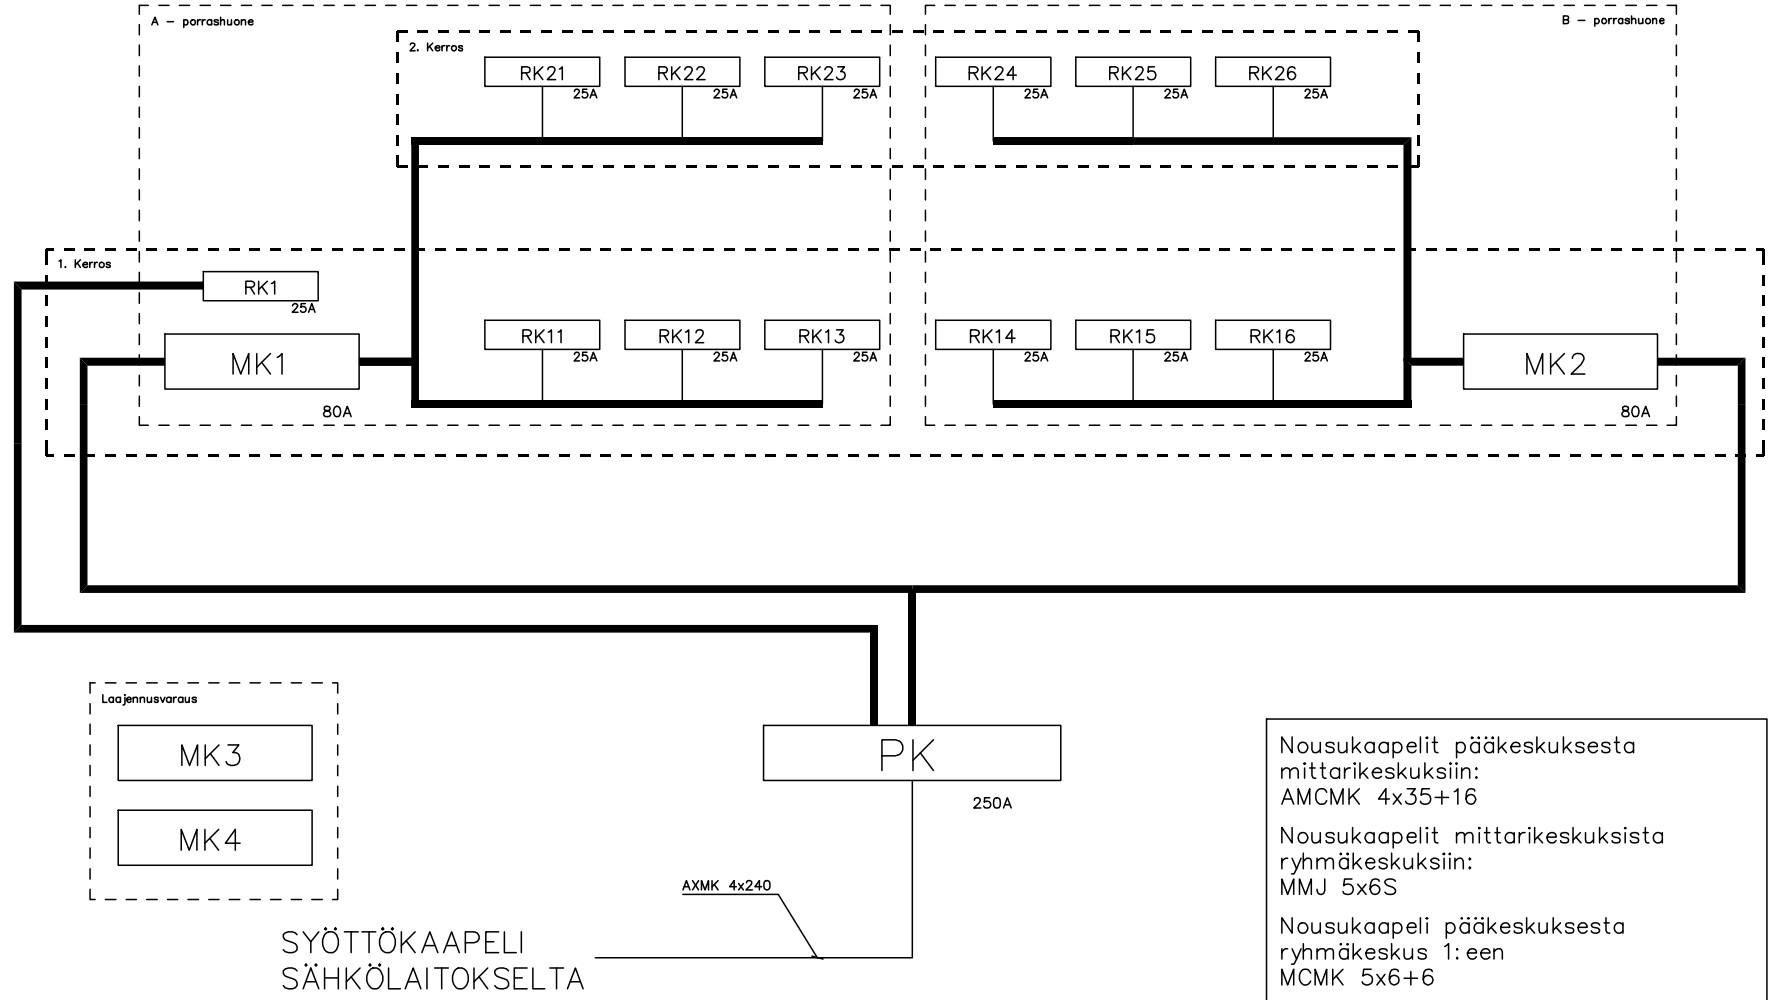 A – porrashuone
B – porrashuone
2. Kerros
RK21
25A
RK22
25A
RK23
25A
RK24
25A
RK25
25A
RK26
25A
1. Kerros
RK1
25A
MK1
80A
RK11
25A
RK12
25A
RK13
25A
RK14
25A
RK15
25A
RK16
25A
MK2
80A
Laajennusvaraus
MK3
MK4
PK
250A
AXMK 4x240
SYÖTTÖKAAPELI
SÄHKÖLAITOKSELTA
Nousukaapelit pääkeskuksesta
mittarikeskuksiin:
AMCMK 4x35+16
Nousukaapelit mittarikeskuksista
ryhmäkeskuksiin:
MMJ 5x6S
Nousukaapeli pääkeskuksesta
ryhmäkeskus 1:een
MCMK 5x6+6